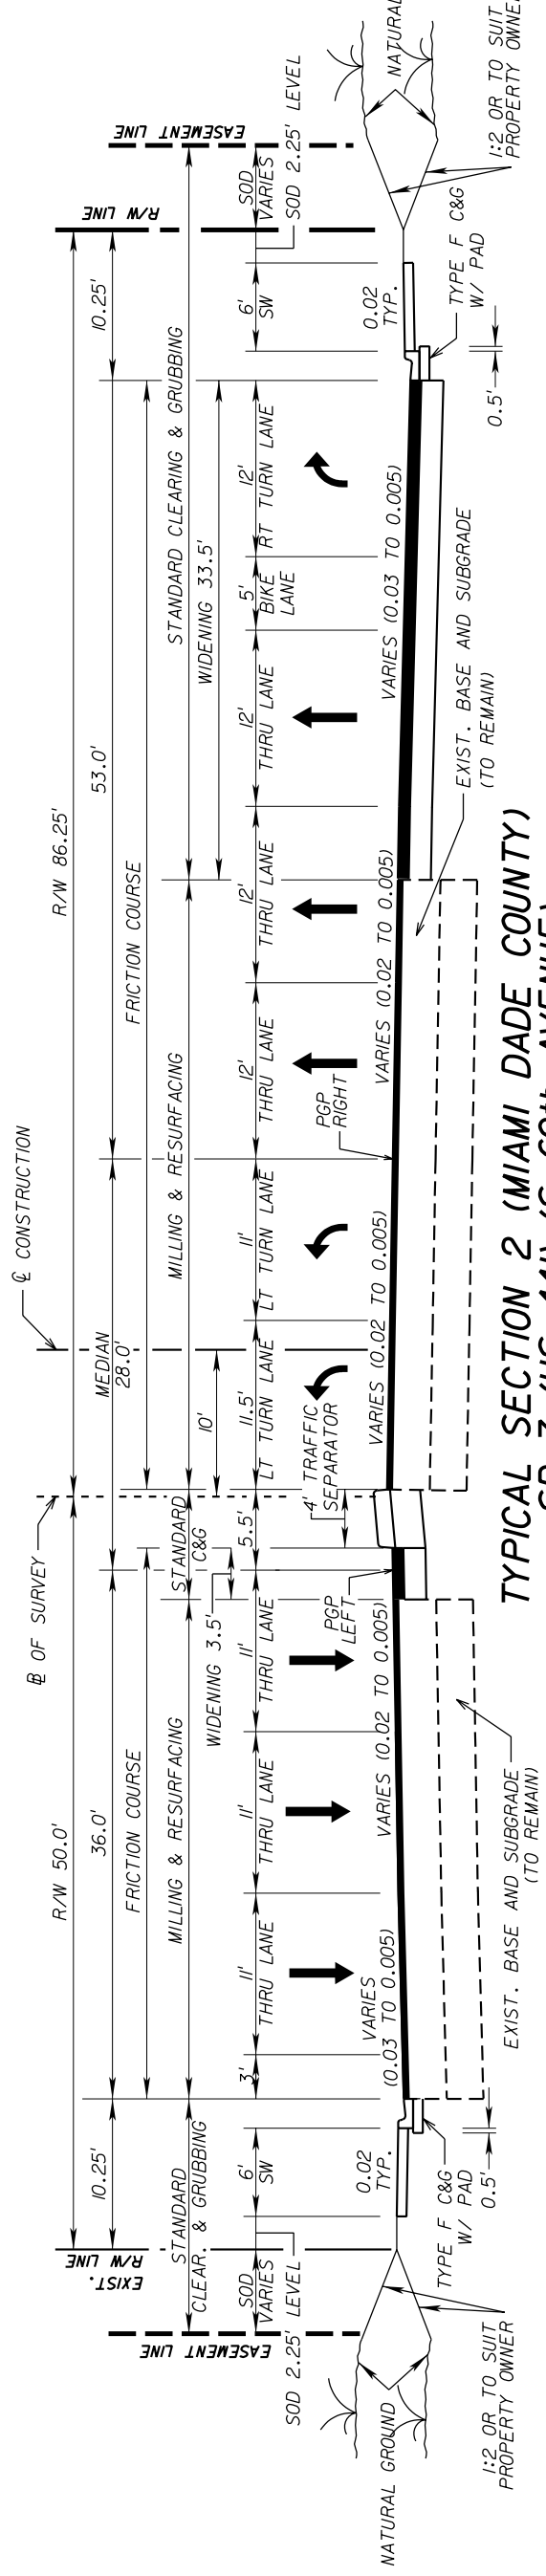 ℄ CONSTRUCTION
℄ OF SURVEY
R/W 50.0'
R/W 86.25'
10.25'
36.0'
MEDIAN
28.0'
53.0'
10.25'
FRICTION COURSE
FRICTION COURSE
EXIST.
R/W LINE
R/W LINE
EASEMENT LINE
EASEMENT LINE
STANDARD
CLEAR. & GRUBBING
MILLING & RESURFACING
STANDARD
C&G
MILLING & RESURFACING
STANDARD CLEARING & GRUBBING
WIDENING 3.5'
10'
WIDENING 33.5'
SOD
VARIES
6'
SW
3'
11'
THRU LANE
11'
THRU LANE
11'
THRU LANE
5.5'
11.5'
LT TURN LANE
11'
LT TURN LANE
12'
THRU LANE
12'
THRU LANE
12'
THRU LANE
5'
BIKE
LANE
12'
RT TURN LANE
6'
SW
SOD
VARIES
SOD 2.25' LEVEL
SOD 2.25' LEVEL
4' TRAFFIC
SEPARATOR
PGP
LEFT
PGP
RIGHT
0.02
TYP.
VARIES
(0.03 TO 0.005)
VARIES (0.02 TO 0.005)
VARIES (0.02 TO 0.005)
VARIES (0.02 TO 0.005)
VARIES (0.03 TO 0.005)
0.02
TYP.
NATURAL GROUND
NATURAL
TYPE F C&G
W/ PAD
0.5'
TYPE F C&G
W/ PAD
0.5'
1:2 OR TO SUIT
PROPERTY OWNER
1:2 OR TO SUIT
PROPERTY OWNER
EXIST. BASE AND SUBGRADE
(TO REMAIN)
EXIST. BASE AND SUBGRADE
(TO REMAIN)
TYPICAL SECTION 2 (MIAMI DADE COUNTY)